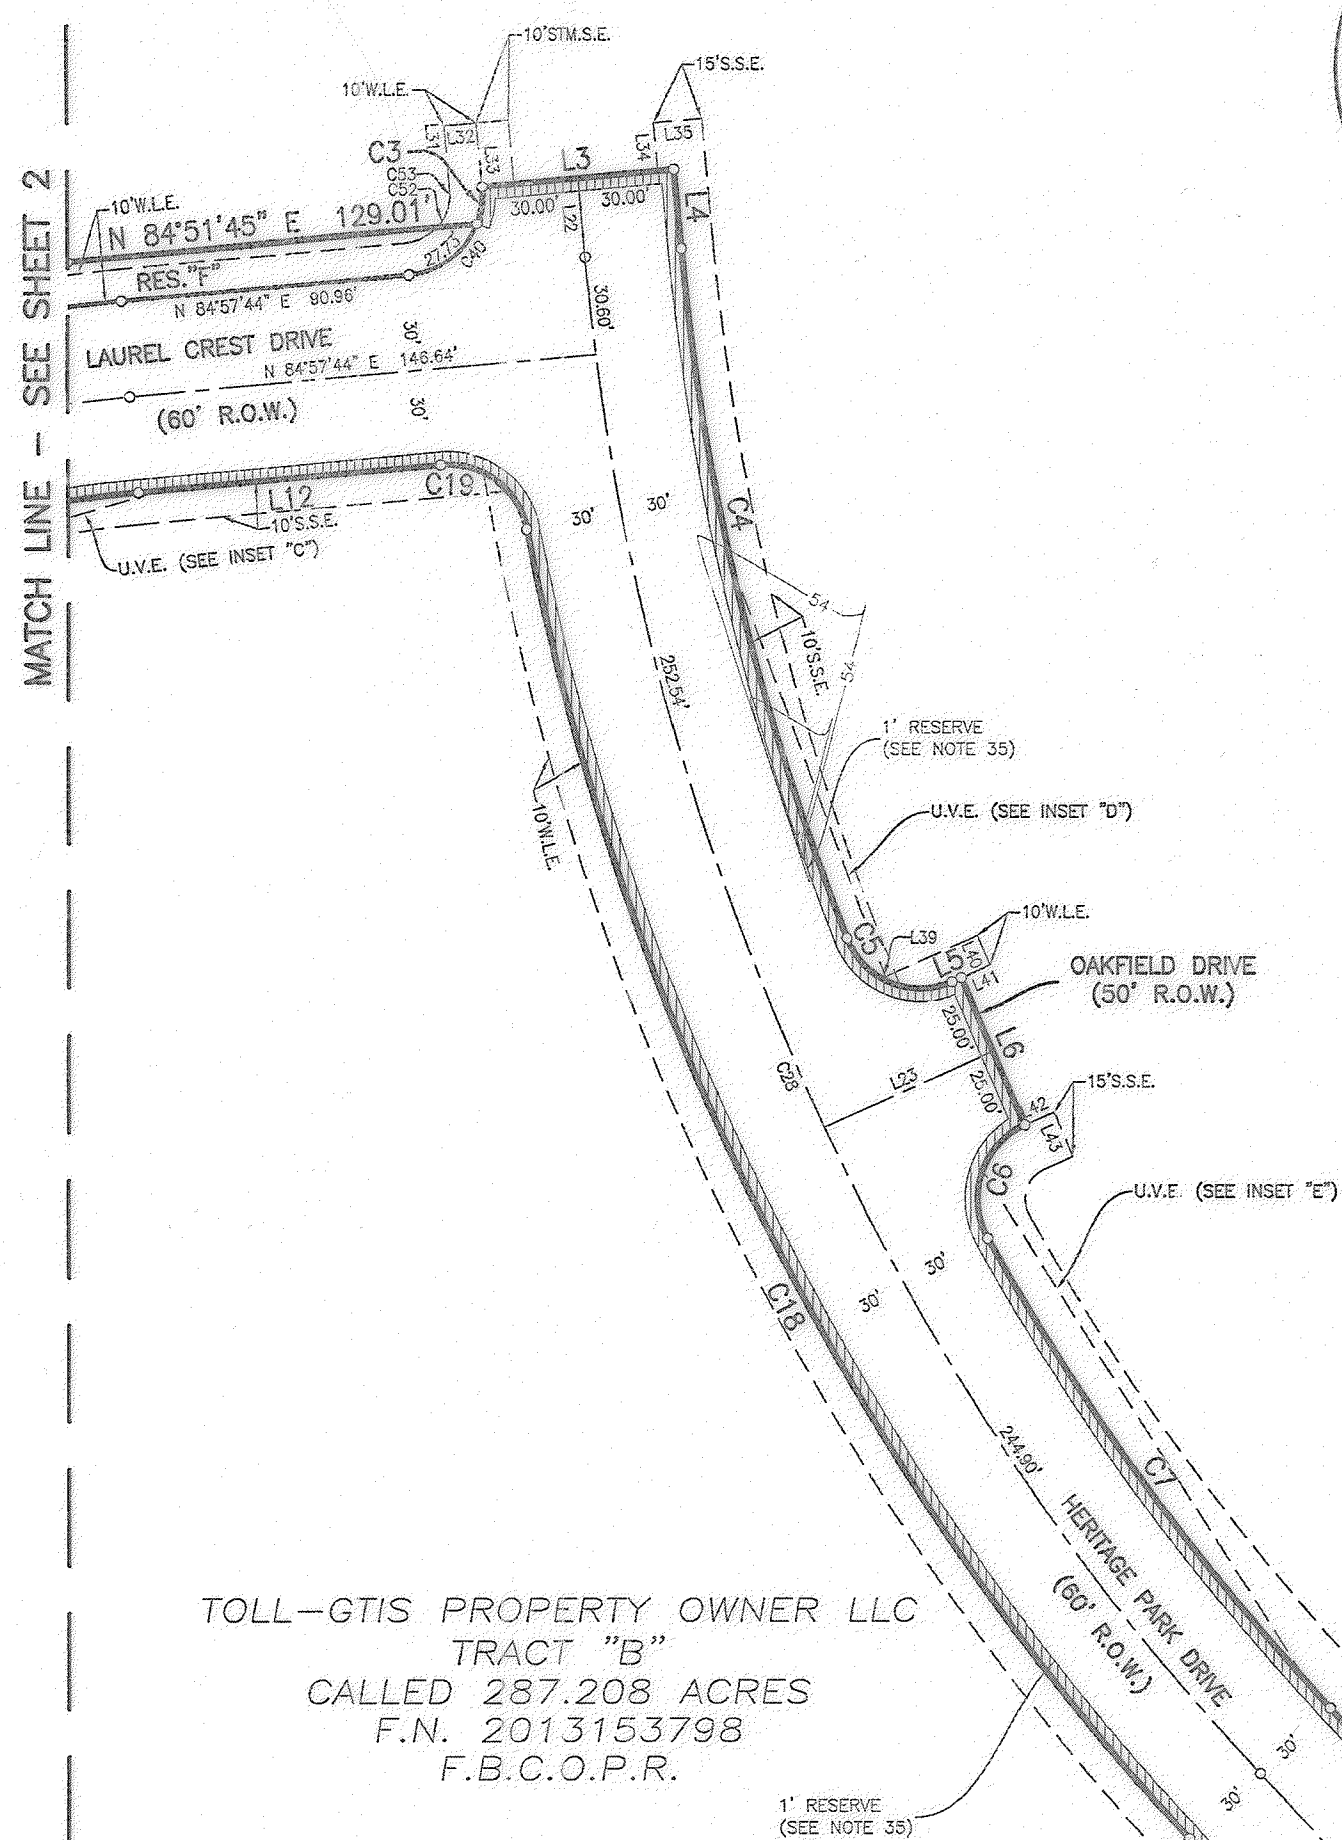 10'STM.S.E.
15'S.S.E.
10'W.L.E.
L31
L32
L33
L34
L35
C3
C53
C52
L3
30.00'
30.00'
L22
L4
10'W.L.E.
N 84°51'45" E 129.01'
RES."F"
27.73
C40
N 84°57'44" E 90.96'
30.60'
LAUREL CREST DRIVE
30'
N 84°57'44" E 146.64'
(60' R.O.W.)
30'
MATCH LINE - SEE SHEET 2
L12
C19
10'S.S.E.
U.V.E. (SEE INSET "C")
30'
30'
C4
54
10'S.S.E.
54
252.54'
1' RESERVE
(SEE NOTE 35)
10'W.L.E.
U.V.E. (SEE INSET "D")
10'W.L.E.
C5
L39
L5
L40
L41
OAKFIELD DRIVE
(50' R.O.W.)
25.00'
L6
C28
L23
25.00'
L42
15'S.S.E.
L43
C6
U.V.E. (SEE INSET "E")
30'
30'
C18
244.90'
C7
HERITAGE PARK DRIVE
(60' R.O.W.)
TOLL-GTIS PROPERTY OWNER LLC
TRACT "B"
CALLED 287.208 ACRES
F.N. 2013153798
F.B.C.O.P.R.
30'
30'
1' RESERVE
(SEE NOTE 35)